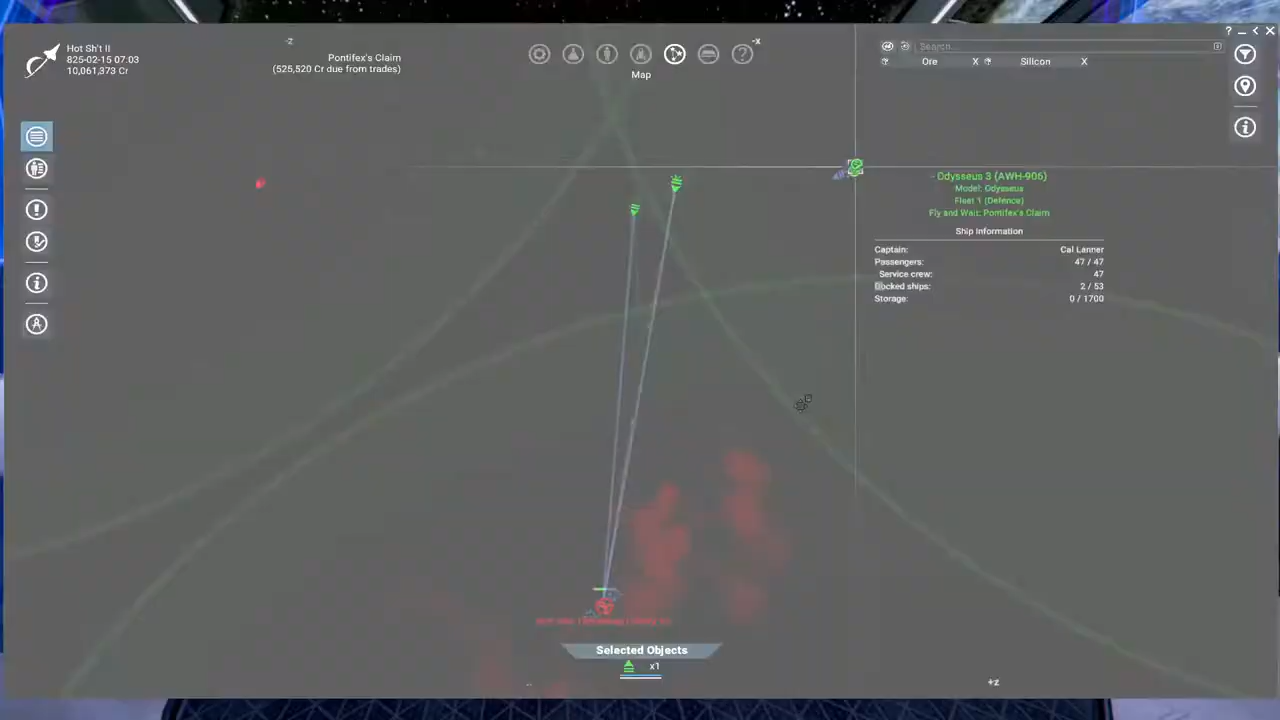 Hot Sh't II
825-02-15 07:03
10,061,373 Cr
-z
Pontifex's Claim
(525,520 Cr due from trades)
-x
Map
? _ < X
Search...
Ore X Silicon X
- Odysseus 3 (AWH-906)
Model: Odysseus
Fleet 1 (Defence)
Fly and Wait: Pontifex's Claim
Ship Information
Captain: Cal Lanner
Passengers: 47 / 47
Service crew: 47
Docked ships: 2 / 53
Storage: 0 / 1700
Selected Objects
x1
+z